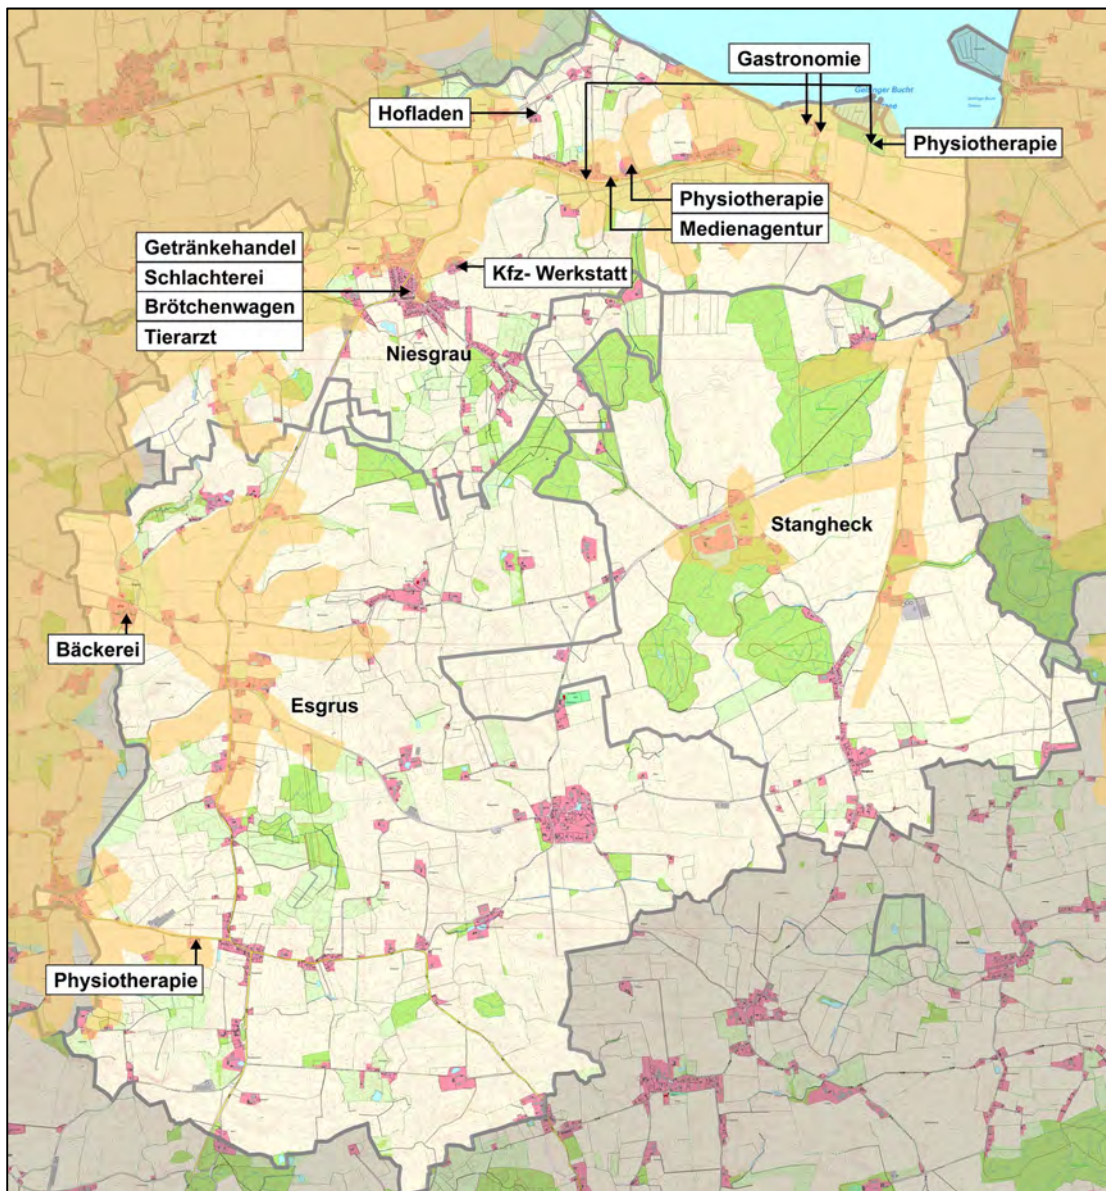 Gastronomie
Hofladen
Physiotherapie
Physiotherapie
Medienagentur
Getränkehandel
Schlachterei
Brötchenwagen
Tierarzt
Kfz- Werkstatt
Niesgrau
Stangheck
Bäckerei
Esgrus
Physiotherapie